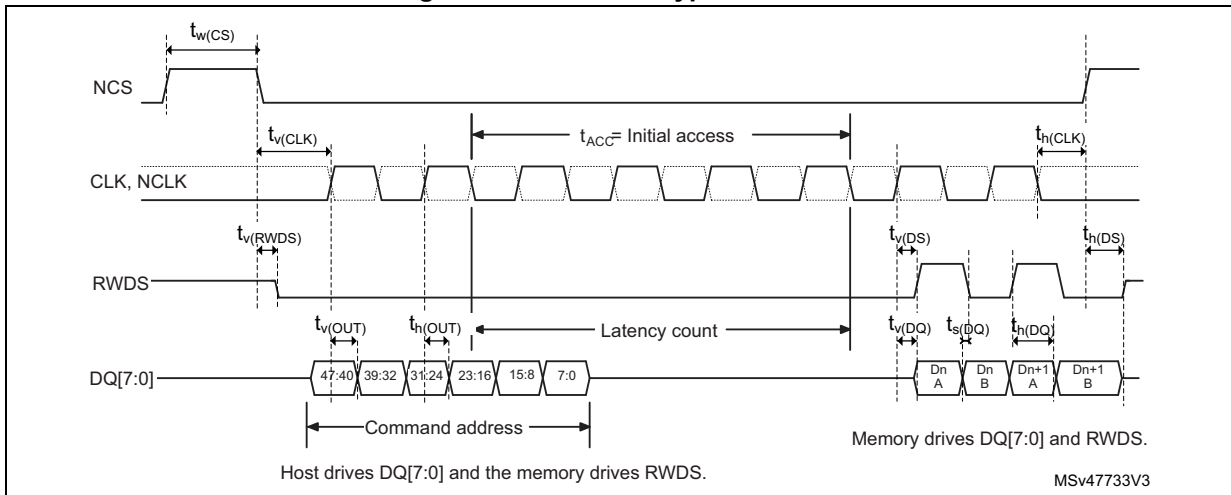 t_w(CS)
NCS
t_v(CLK)
t_ACC= Initial access
t_h(CLK)
CLK, NCLK
t_v(RWDS)
t_v(DS)
t_h(DS)
RWDS
t_v(OUT)
t_h(OUT)
Latency count
t_v(DQ)
t_s(DQ)
t_h(DQ)
DQ[7:0]
47:40
39:32
31:24
23:16
15:8
7:0
Dn
A
Dn
B
Dn+1
A
Dn+1
B
Command address
Memory drives DQ[7:0] and RWDS.
Host drives DQ[7:0] and the memory drives RWDS.
MSv47733V3